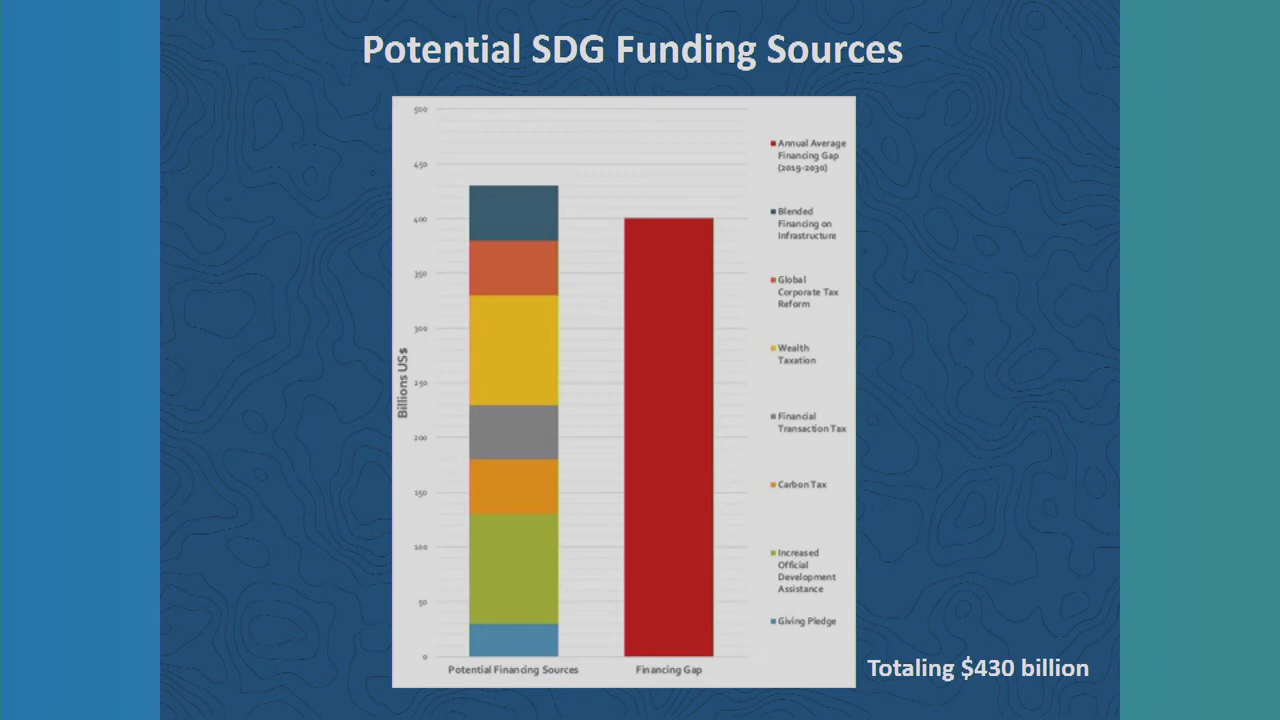 Potential SDG Funding Sources
500
450
400
350
300
250
200
150
100
50
0
Billions US$
Potential Financing Sources
Financing Gap
Annual Average
Financing Gap
(2019-2030)
Blended
Financing on
Infrastructure
Global
Corporate Tax
Reform
Wealth
Taxation
Financial
Transaction Tax
Carbon Tax
Increased
Official
Development
Assistance
Giving Pledge
Totaling $430 billion